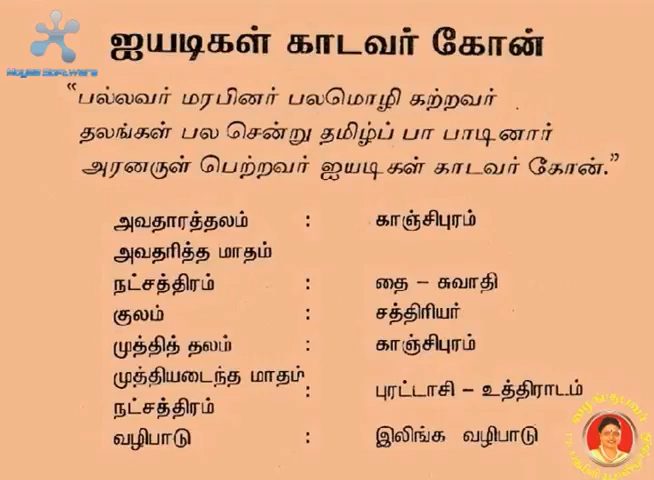 ஐயடிகள் காடவர் கோன்
“பல்லவர் மரபினர் பலமொழி கற்றவர்
தலங்கள் பல சென்று தமிழ்ப் பா பாடினார்
அரனருள் பெற்றவர் ஐயடிகள் காடவர் கோன்.”
அவதாரத்தலம் : காஞ்சிபுரம்
அவதரித்த மாதம்
நட்சத்திரம் : தை – சுவாதி
குலம் : சத்திரியர்
முத்தித் தலம் : காஞ்சிபுரம்
முத்தியடைந்த மாதம்
நட்சத்திரம் : புரட்டாசி – உத்திராடம்
வழிபாடு : இலிங்க வழிபாடு